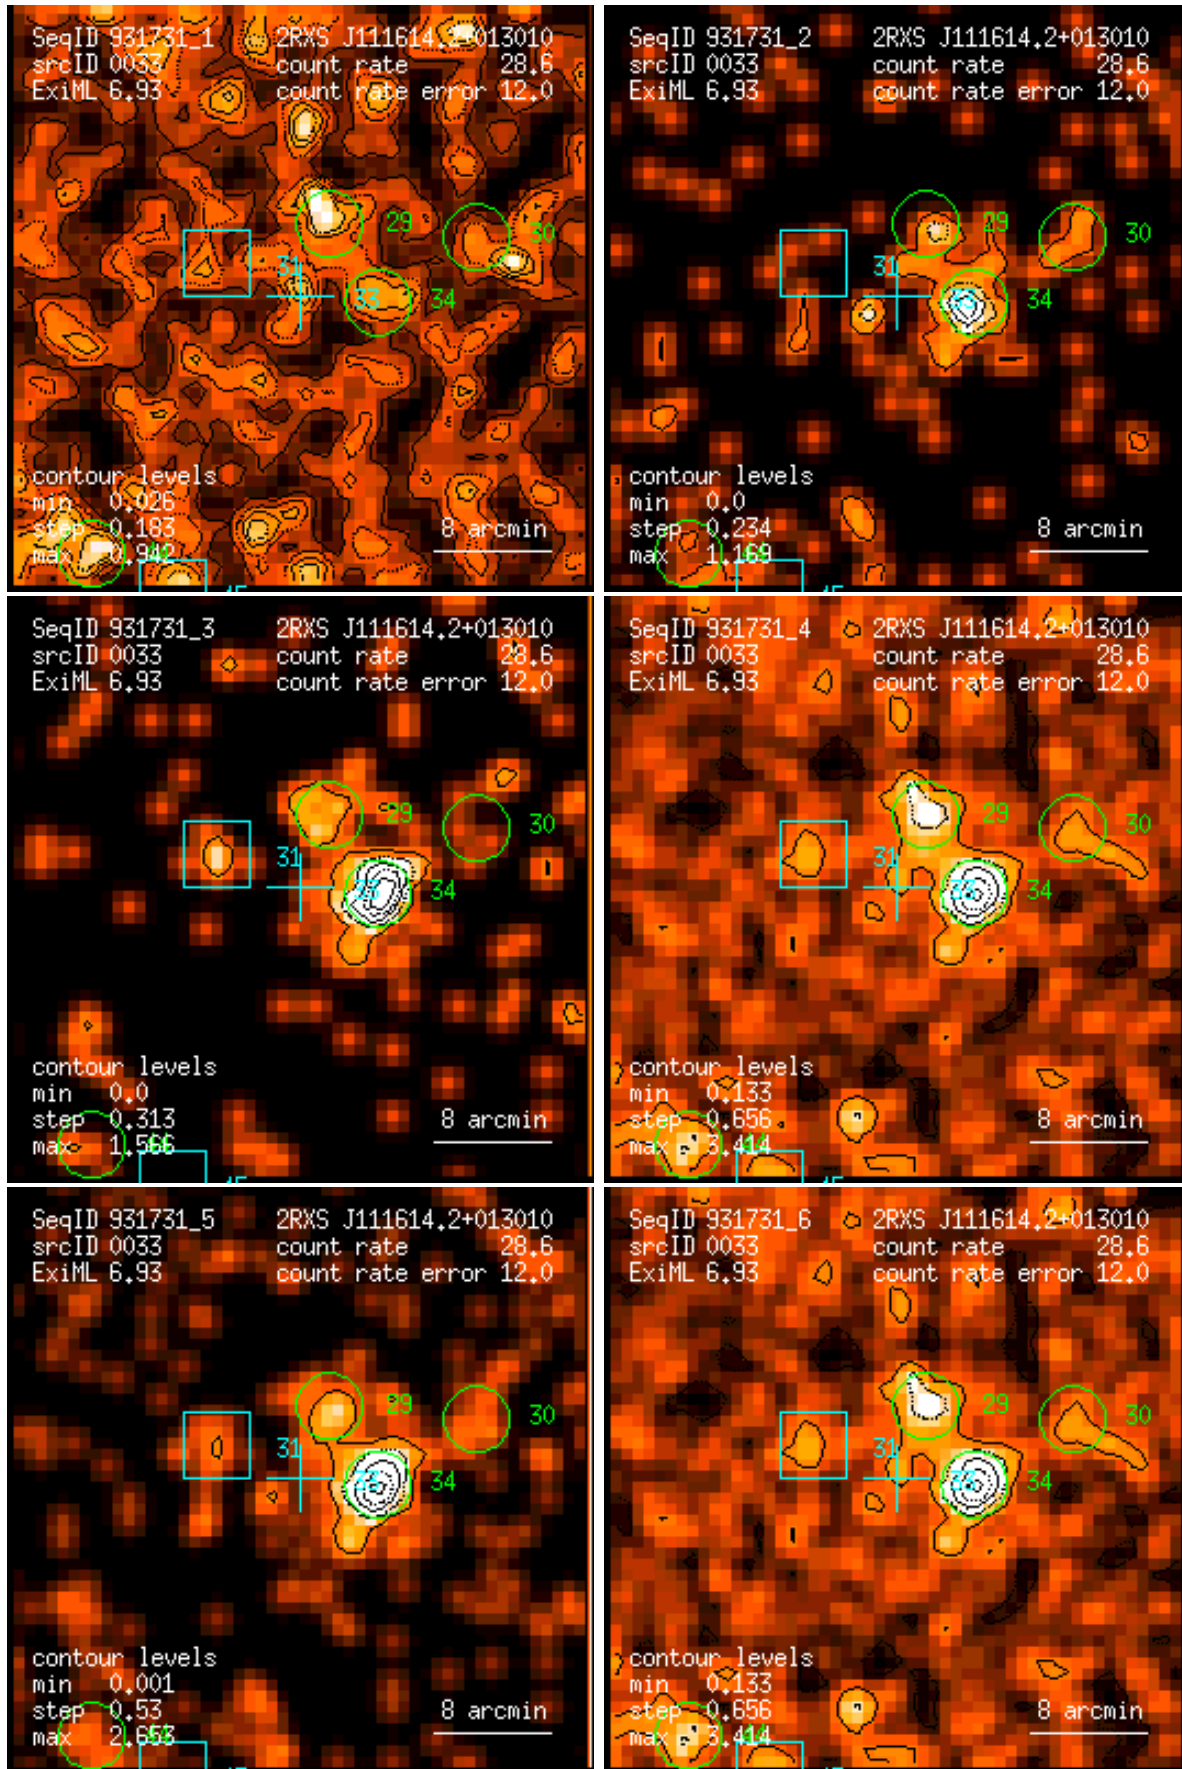 SeqID 931731_1 2RXS J111614.2+013010
srcID 0033 count rate 28.6
ExiML 6.93 count rate error 12.0
29
30
31
33 34
contour levels
min 0.026
step 0.183 8 arcmin
max 0.942
SeqID 931731_2 2RXS J111614.2+013010
srcID 0033 count rate 28.6
ExiML 6.93 count rate error 12.0
29
30
31
33 34
contour levels
min 0.0
step 0.234 8 arcmin
max 1.169
SeqID 931731_3 2RXS J111614.2+013010
srcID 0033 count rate 28.6
ExiML 6.93 count rate error 12.0
29
30
31
33 34
contour levels
min 0.0
step 0.313 8 arcmin
max 1.566
SeqID 931731_4 2RXS J111614.2+013010
srcID 0033 count rate 28.6
ExiML 6.93 count rate error 12.0
29
30
31
33 34
contour levels
min 0.133
step 0.656 8 arcmin
max 3.414
SeqID 931731_5 2RXS J111614.2+013010
srcID 0033 count rate 28.6
ExiML 6.93 count rate error 12.0
29
30
31
33 34
contour levels
min 0.001
step 0.53 8 arcmin
max 2.653
SeqID 931731_6 2RXS J111614.2+013010
srcID 0033 count rate 28.6
ExiML 6.93 count rate error 12.0
29
30
31
33 34
contour levels
min 0.133
step 0.656 8 arcmin
max 3.414